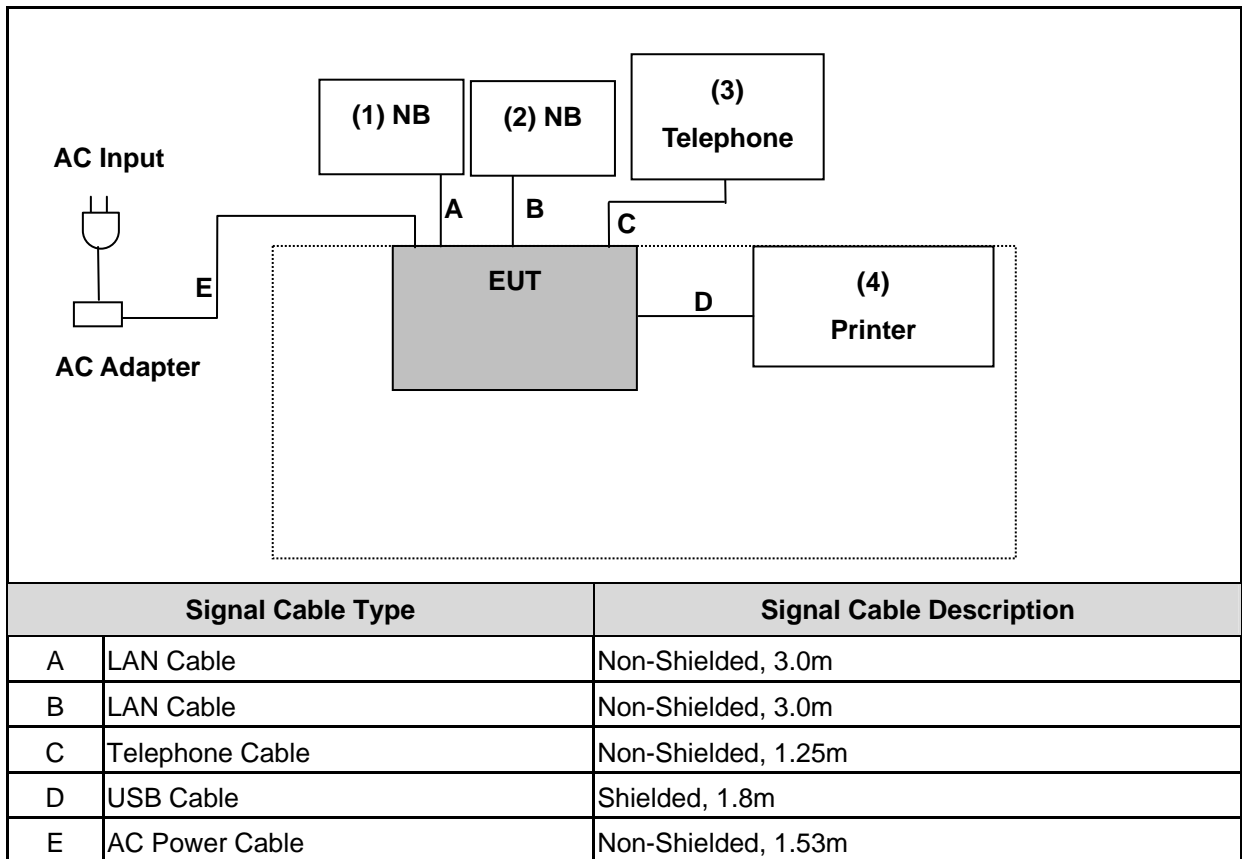 (1) NB
(2) NB
(3)
Telephone
AC Input
A
B
C
E
EUT
D
(4)
Printer
AC Adapter
Signal Cable Type Signal Cable Description
A LAN Cable Non-Shielded, 3.0m
B LAN Cable Non-Shielded, 3.0m
C Telephone Cable Non-Shielded, 1.25m
D USB Cable Shielded, 1.8m
E AC Power Cable Non-Shielded, 1.53m